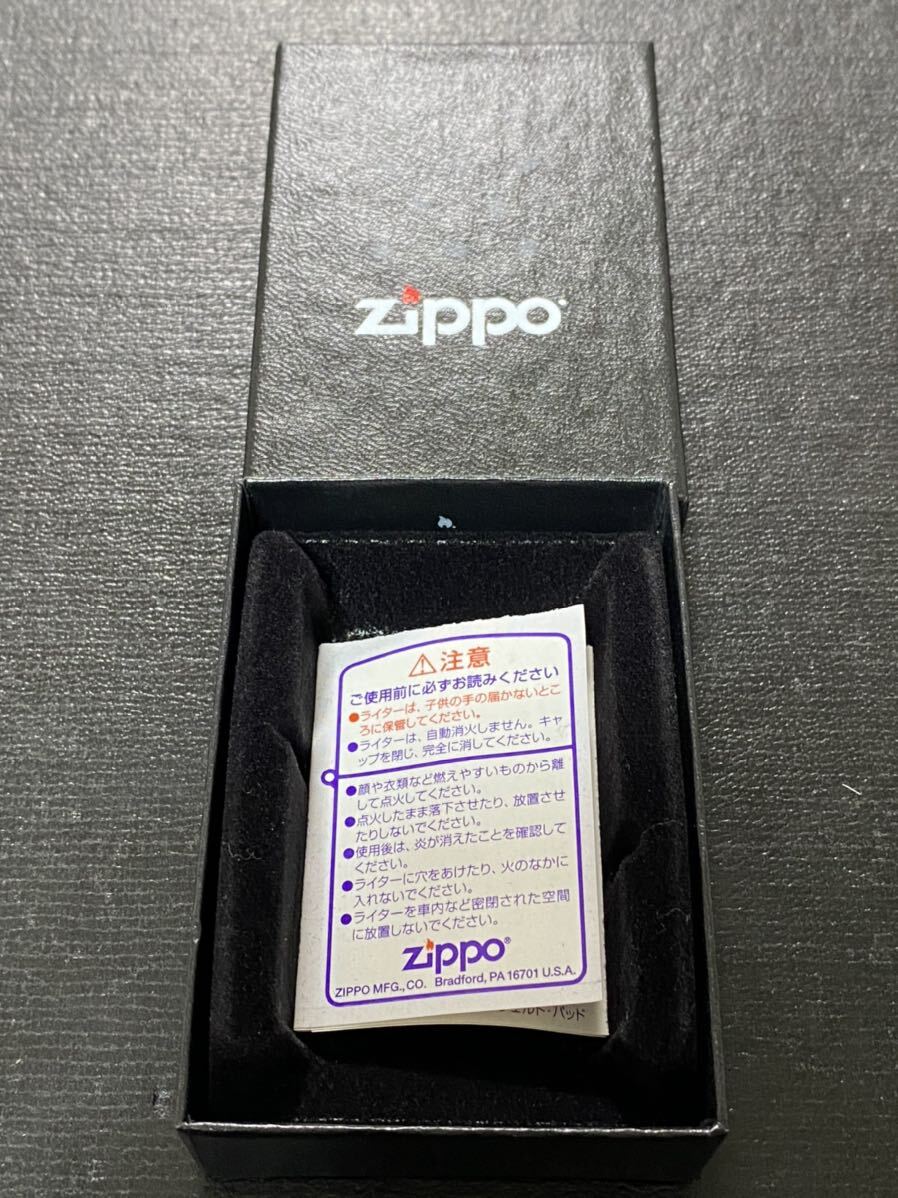 zippo
⚠注意
ご使用前に必ずお読みください
●ライターは、子供の手の届かないとこ
ろに保管してください。
●ライターは、自動消火しません。キャ
ップを閉じ、完全に消してください。
●顔や衣類など燃えやすいものから離
して点火してください。
●点火したまま落下させたり、放置させ
たりしないでください。
●使用後は、炎が消えたことを確認して
ください。
●ライターに穴をあけたり、火のなかに
入れないでください。
●ライターを車内など密閉された空間
に放置しないでください。
zippo®
ZIPPO MFG.,CO. Bradford, PA 16701 U.S.A.
ェルト・パッド